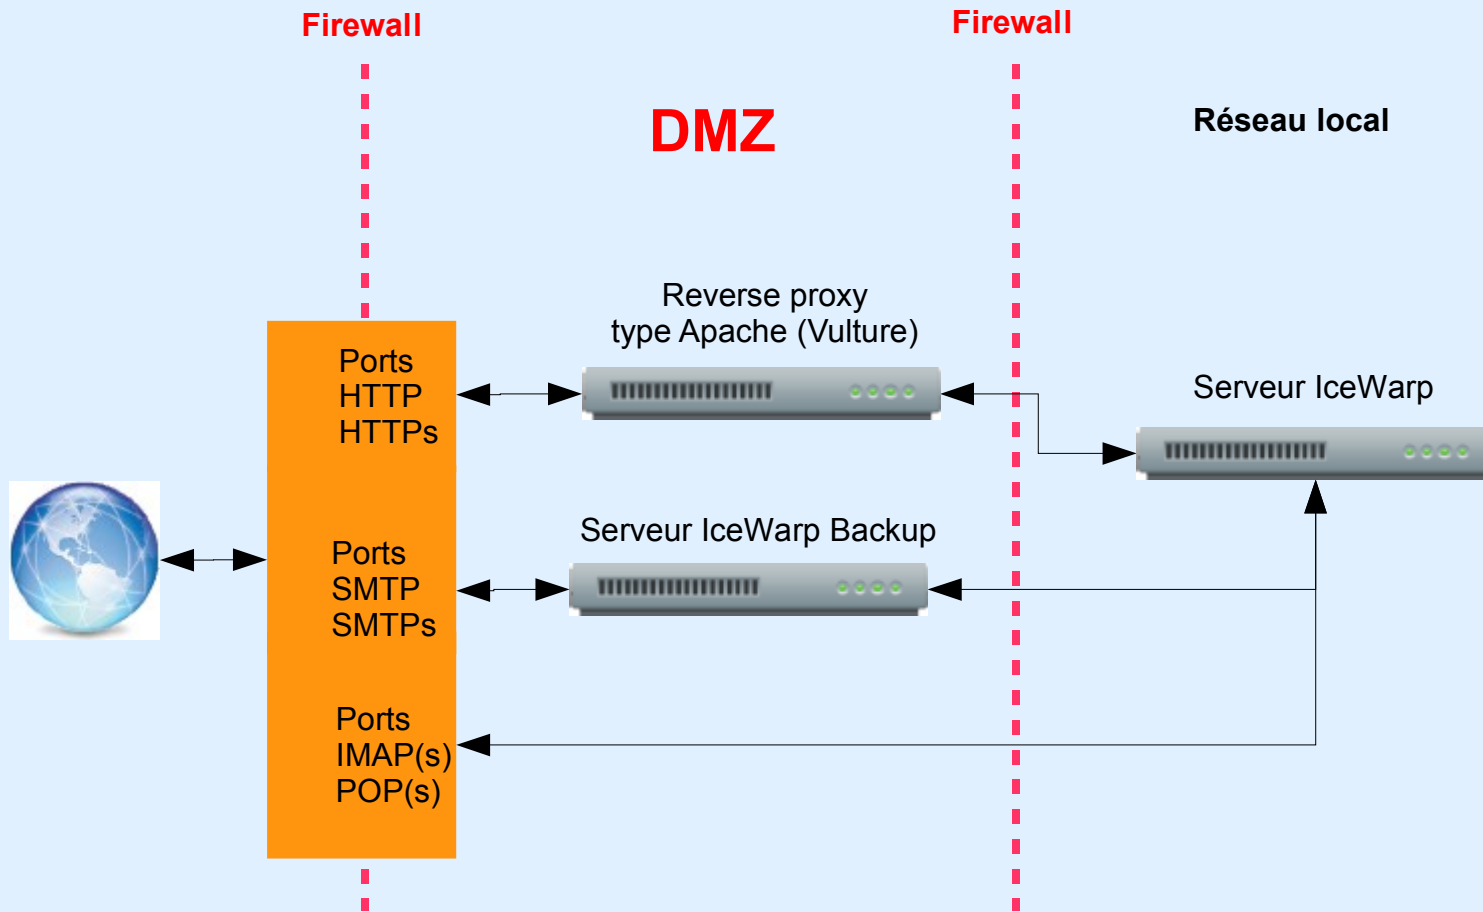 Firewall
Firewall
DMZ
Réseau local
Reverse proxy
type Apache (Vulture)
Ports
HTTP
HTTPs
Serveur IceWarp
Serveur IceWarp Backup
Ports
SMTP
SMTPs
Ports
IMAP(s)
POP(s)